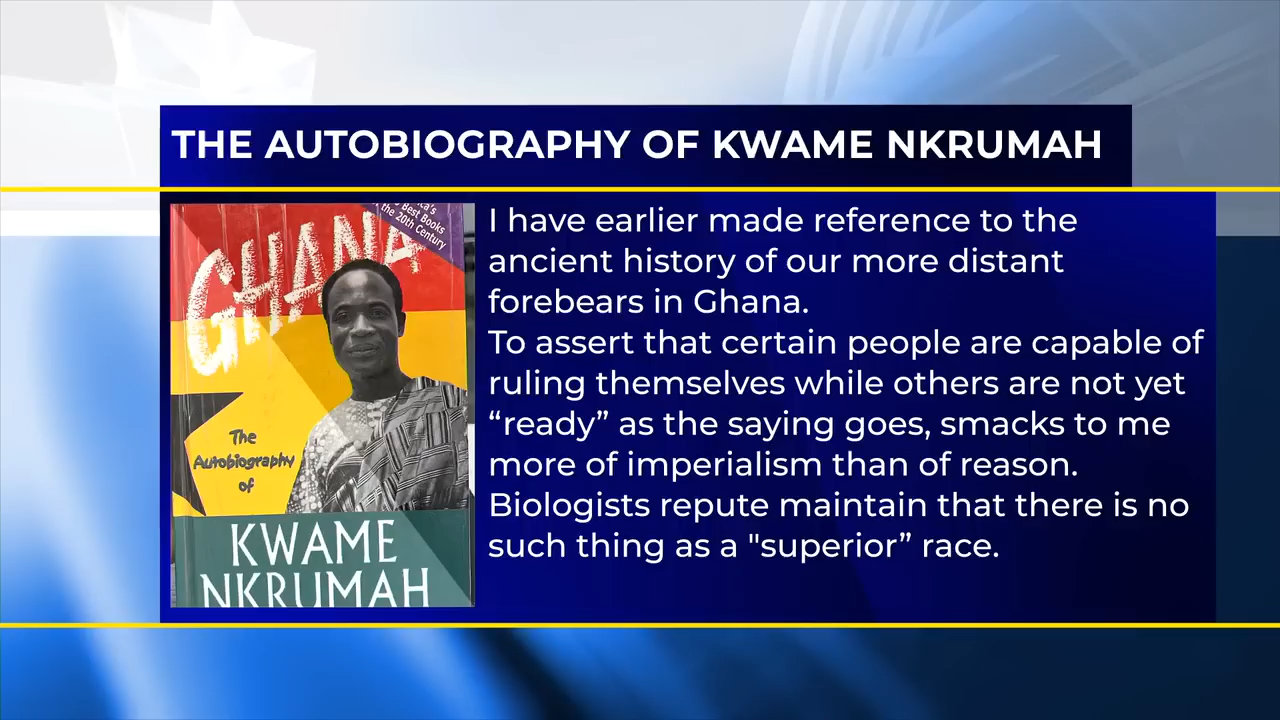 THE AUTOBIOGRAPHY OF KWAME NKRUMAH
Best Books
the 20th Century
GHANA
The
Autobiography
of
KWAME
NKRUMAH
I have earlier made reference to the
ancient history of our more distant
forebears in Ghana.
To assert that certain people are capable of
ruling themselves while others are not yet
“ready” as the saying goes, smacks to me
more of imperialism than of reason.
Biologists repute maintain that there is no
such thing as a "superior” race.